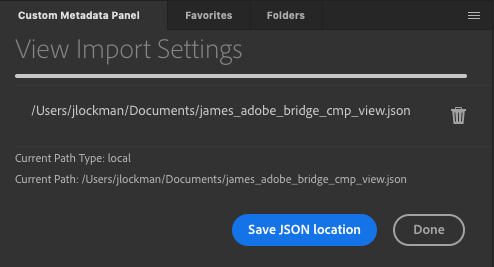 Custom Metadata Panel
Favorites
Folders
View Import Settings
/Users/jlockman/Documents/james_adobe_bridge_cmp_view.json
Current Path Type: local
Current Path: /Users/jlockman/Documents/james_adobe_bridge_cmp_view.json
Save JSON location
Done